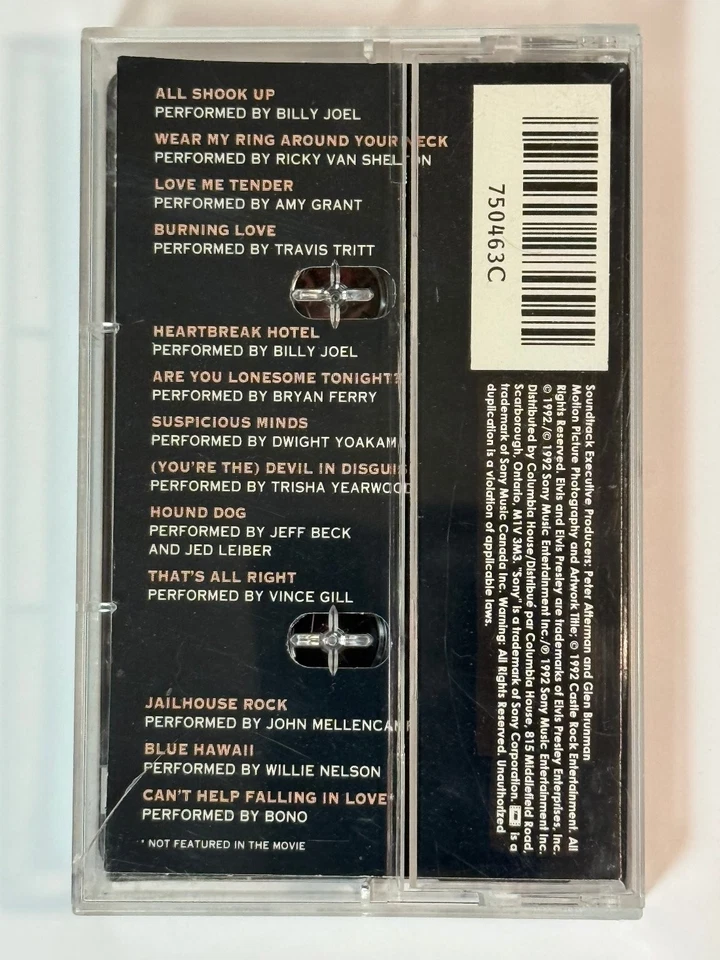 ALL SHOOK UP
PERFORMED BY BILLY JOEL
WEAR MY RING AROUND YOUR NECK
PERFORMED BY RICKY VAN SHELTON
LOVE ME TENDER
PERFORMED BY AMY GRANT
BURNING LOVE
PERFORMED BY TRAVIS TRITT
HEARTBREAK HOTEL
PERFORMED BY BILLY JOEL
ARE YOU LONESOME TONIGHT?
PERFORMED BY BRYAN FERRY
SUSPICIOUS MINDS
PERFORMED BY DWIGHT YOAKAM
(YOU'RE THE) DEVIL IN DISGUIS
PERFORMED BY TRISHA YEARWOOD
HOUND DOG
PERFORMED BY JEFF BECK
AND JED LEIBER
THAT'S ALL RIGHT
PERFORMED BY VINCE GILL
JAILHOUSE ROCK
PERFORMED BY JOHN MELLENCAMP
BLUE HAWAII
PERFORMED BY WILLIE NELSON
CAN'T HELP FALLING IN LOVE*
PERFORMED BY BONO
* NOT FEATURED IN THE MOVIE
750463C
Soundtrack Executive Producers: Peter Afterman and Glen Brunman
Motion Picture Photography and Artwork Title; © 1992 Castle Rock Entertainment. All
Rights Reserved. Elvis and Elvis Presley are trademarks of Elvis Presley Enterprises, Inc.
© 1992./© 1992 Sony Music Entertainment Inc./℗ 1992 Sony Music Entertainment Inc.
Distributed by Columbia House/Distribué par Columbia House, 815 Middlefield Road,
Scarborough, Ontario, M1V 3M3. "Sony" is a trademark of Sony Corporation. is a
trademark of Sony Music Canada Inc. Warning: All Rights Reserved. Unauthorized
duplication is a violation of applicable laws.